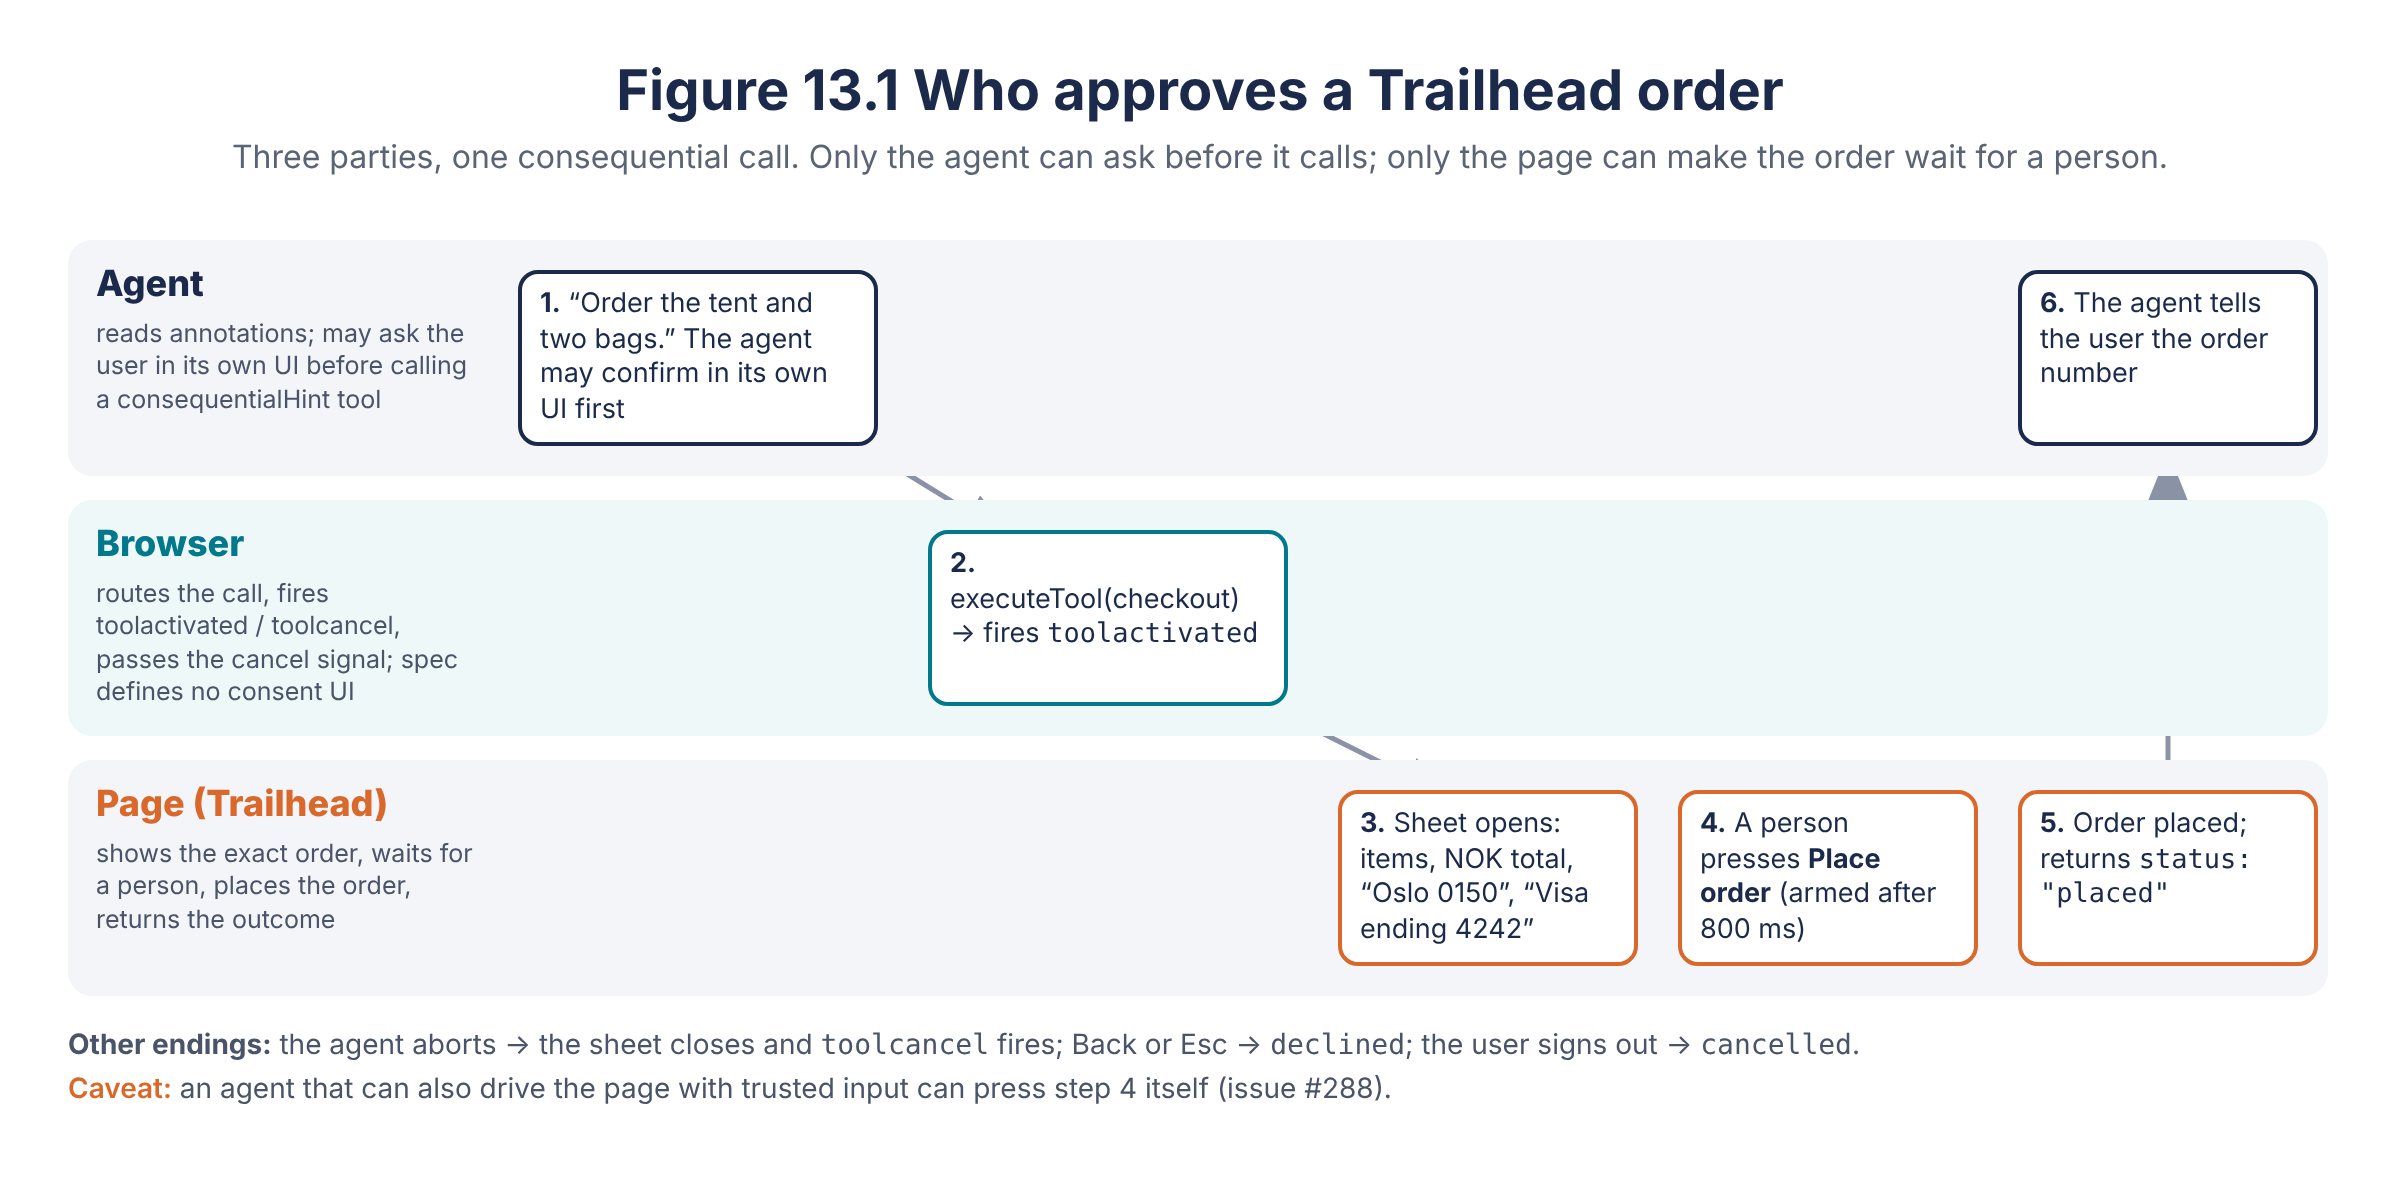 Figure 13.1 Who approves a Trailhead order
Three parties, one consequential call. Only the agent can ask before it calls; only the page can make the order wait for a person.
Agent
reads annotations; may ask the
user in its own UI before calling
a consequentialHint tool
1. “Order the tent and
two bags.” The agent
may confirm in its own
UI first
6. The agent tells
the user the order
number
Browser
routes the call, fires
toolactivated / toolcancel,
passes the cancel signal; spec
defines no consent UI
2.
executeTool(checkout)
→ fires toolactivated
Page (Trailhead)
shows the exact order, waits for
a person, places the order,
returns the outcome
3. Sheet opens:
items, NOK total,
“Oslo 0150”, “Visa
ending 4242”
4. A person
presses Place
order (armed after
800 ms)
5. Order placed;
returns status:
"placed"
Other endings: the agent aborts → the sheet closes and toolcancel fires; Back or Esc → declined; the user signs out → cancelled.
Caveat: an agent that can also drive the page with trusted input can press step 4 itself (issue #288).